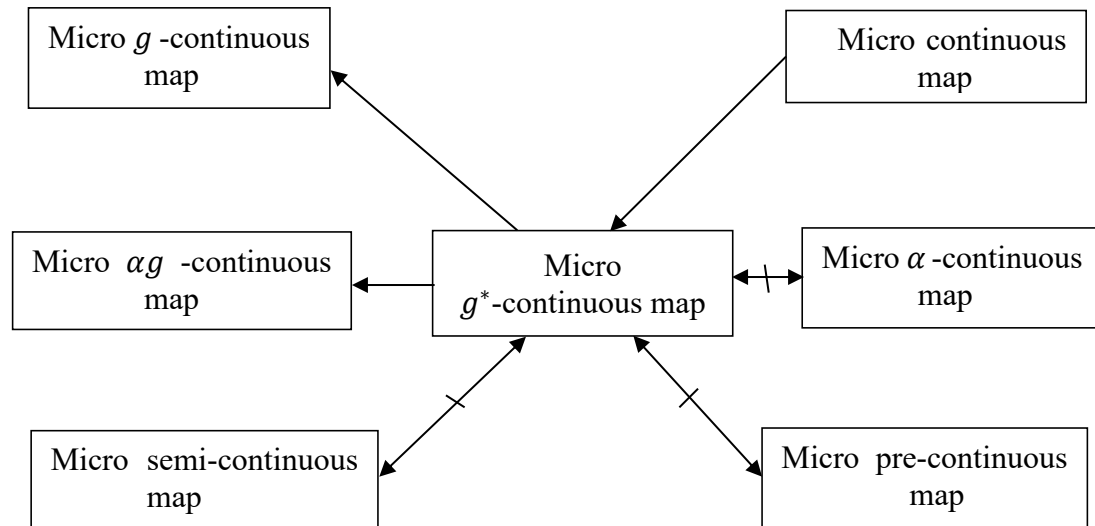 Micro 𝑔 -continuous
map
Micro continuous
map
Micro 𝛼𝑔 -continuous
map
Micro
𝑔*-continuous map
Micro 𝛼 -continuous
map
Micro semi-continuous
map
Micro pre-continuous
map